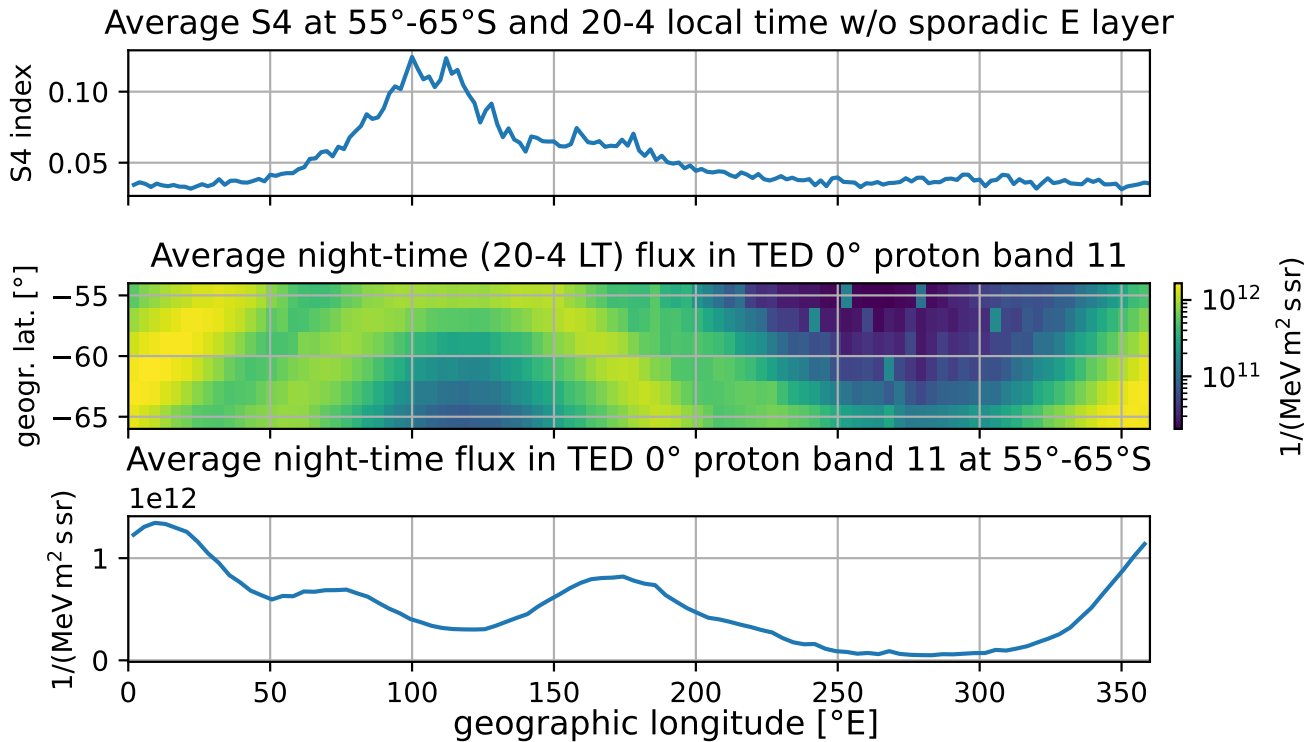 Average S4 at 55°-65°S and 20-4 local time w/o sporadic E layer
S4 index
0.10
0.05
Average night-time (20-4 LT) flux in TED 0° proton band 11
geogr. lat. [°]
−55
−60
−65
10¹²
10¹¹
1/(MeV m² s sr)
Average night-time flux in TED 0° proton band 11 at 55°-65°S
1e12
1/(MeV m² s sr)
1
0
0 50 100 150 200 250 300 350
geographic longitude [°E]